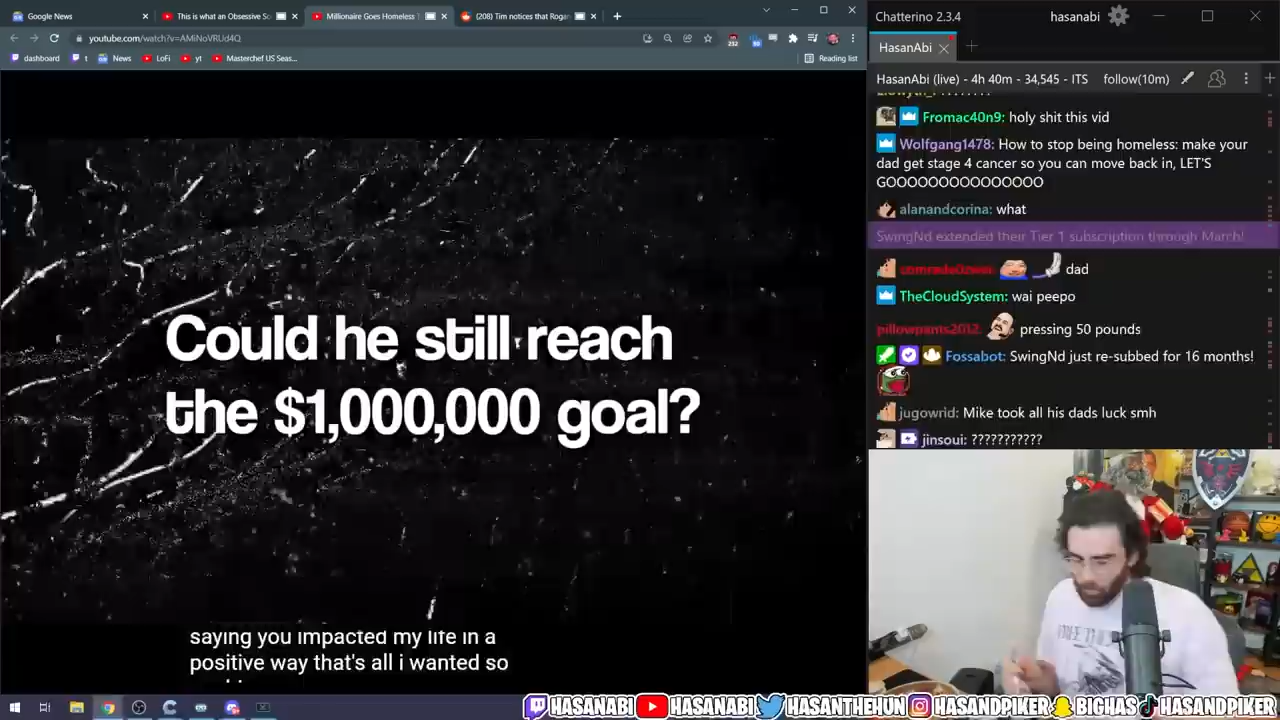 Google News
This is what an Obsessive So
Millionaire Goes Homeless
(208) Tim notices that Rogan
youtube.com/watch?v=AMiNoVRUd4Q
dashboard
t
News
LoFi
yt
Masterchef US Seas...
Reading list
Could he still reach
the $1,000,000 goal?
saying you impacted my life in a
positive way that's all i wanted so
Chatterino 2.3.4
hasanabi
HasanAbi
HasanAbi (live) - 4h 40m - 34,545 - ITS
follow(10m)
Fromac40n9: holy shit this vid
Wolfgang1478: How to stop being homeless: make your
dad get stage 4 cancer so you can move back in, LET'S
GOOOOOOOOOOOOOOO
alanandcorina: what
SwingNd extended their Tier 1 subscription through March!
dad
TheCloudSystem: wai peepo
pillowpants2012: pressing 50 pounds
Fossabot: SwingNd just re-subbed for 16 months!
jugowrld: Mike took all his dads luck smh
jinsoui: ???????????
HASANABI HASANABI HASANTHEHUN HASANDPIKER BIGHAS HASANDPIKER